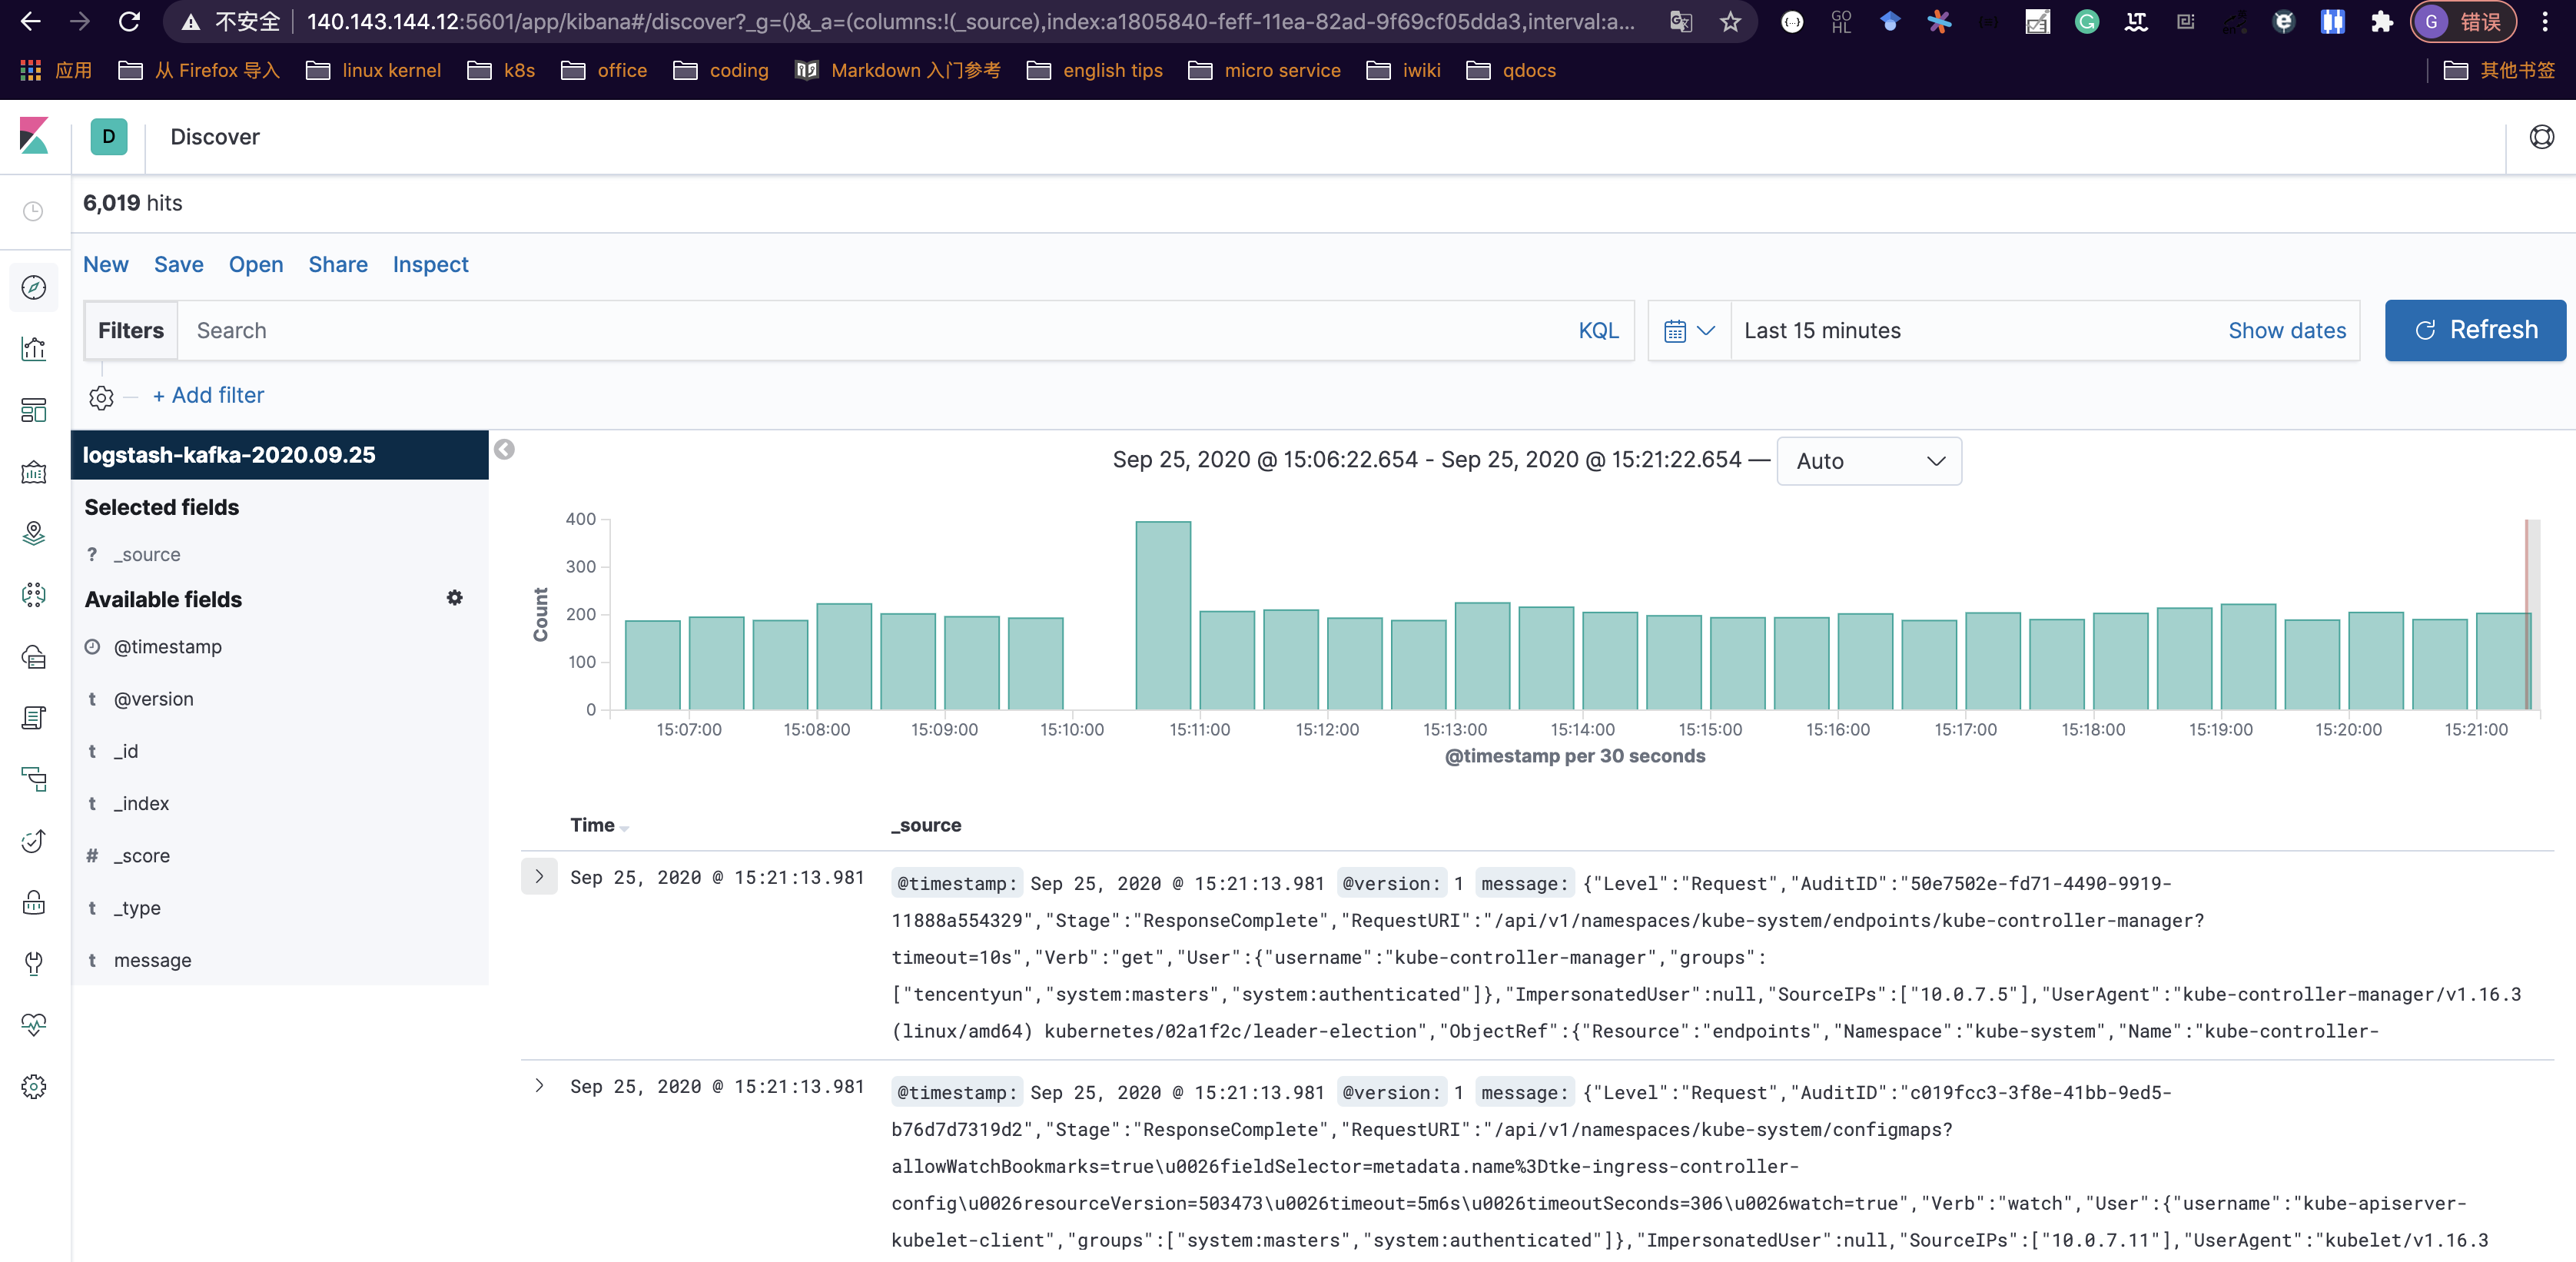 不安全 140.143.144.12:5601/app/kibana#/discover?_g=()&_a=(columns:!(_source),index:a1805840-feff-11ea-82ad-9f69cf05dda3,interval:a...
GO HL
G 错误
应用 从 Firefox 导入 linux kernel k8s office coding Markdown 入门参考 english tips micro service iwiki qdocs 其他书签
D Discover
6,019 hits
New Save Open Share Inspect
Filters Search KQL Last 15 minutes Show dates Refresh
+ Add filter
logstash-kafka-2020.09.25
Selected fields
? _source
Available fields
@timestamp
t @version
t _id
t _index
# _score
t _type
t message
Sep 25, 2020 @ 15:06:22.654 - Sep 25, 2020 @ 15:21:22.654 — Auto
Count
400
300
200
100
0
15:07:00 15:08:00 15:09:00 15:10:00 15:11:00 15:12:00 15:13:00 15:14:00 15:15:00 15:16:00 15:17:00 15:18:00 15:19:00 15:20:00 15:21:00
@timestamp per 30 seconds
Time _source
Sep 25, 2020 @ 15:21:13.981 @timestamp: Sep 25, 2020 @ 15:21:13.981 @version: 1 message: {"Level":"Request","AuditID":"50e7502e-fd71-4490-9919-
11888a554329","Stage":"ResponseComplete","RequestURI":"/api/v1/namespaces/kube-system/endpoints/kube-controller-manager?
timeout=10s","Verb":"get","User":{"username":"kube-controller-manager","groups":
["tencentyun","system:masters","system:authenticated"]},"ImpersonatedUser":null,"SourceIPs":["10.0.7.5"],"UserAgent":"kube-controller-manager/v1.16.3
(linux/amd64) kubernetes/02a1f2c/leader-election","ObjectRef":{"Resource":"endpoints","Namespace":"kube-system","Name":"kube-controller-
Sep 25, 2020 @ 15:21:13.981 @timestamp: Sep 25, 2020 @ 15:21:13.981 @version: 1 message: {"Level":"Request","AuditID":"c019fcc3-3f8e-41bb-9ed5-
b76d7d7319d2","Stage":"ResponseComplete","RequestURI":"/api/v1/namespaces/kube-system/configmaps?
allowWatchBookmarks=true\u0026fieldSelector=metadata.name%3Dtke-ingress-controller-
config\u0026resourceVersion=503473\u0026timeout=5m6s\u0026timeoutSeconds=306\u0026watch=true","Verb":"watch","User":{"username":"kube-apiserver-
kubelet-client","groups":["system:masters","system:authenticated"]},"ImpersonatedUser":null,"SourceIPs":["10.0.7.11"],"UserAgent":"kubelet/v1.16.3